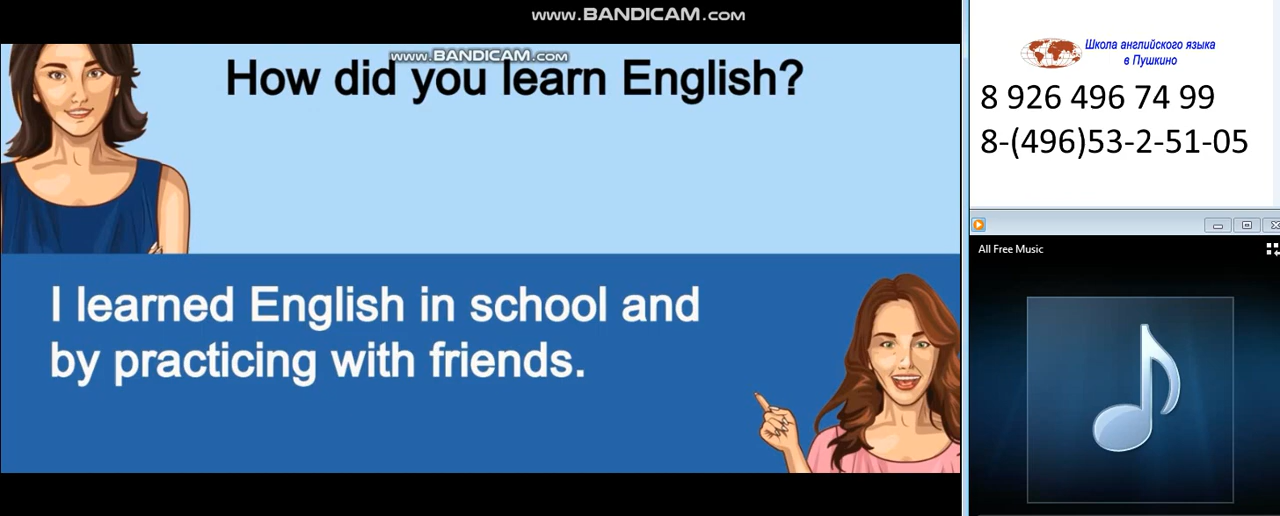 www.BANDICAM.com
www.BANDICAM.com
How did you learn English?
I learned English in school and
by practicing with friends.
Школа английского языка
в Пушкино
8 926 496 74 99
8-(496)53-2-51-05
All Free Music